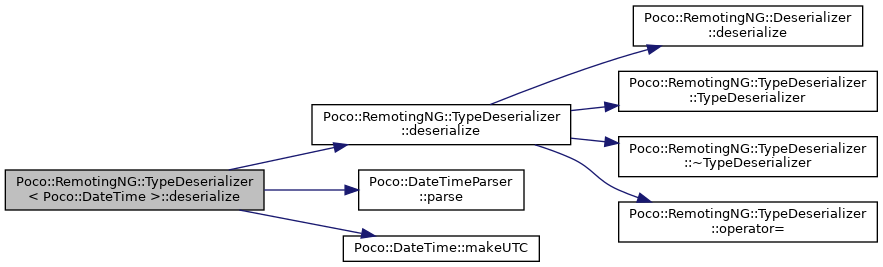 Poco::RemotingNG::TypeDeserializer
< Poco::DateTime >::deserialize
Poco::RemotingNG::TypeDeserializer
::deserialize
Poco::DateTimeParser
::parse
Poco::DateTime::makeUTC
Poco::RemotingNG::Deserializer
::deserialize
Poco::RemotingNG::TypeDeserializer
::TypeDeserializer
Poco::RemotingNG::TypeDeserializer
::~TypeDeserializer
Poco::RemotingNG::TypeDeserializer
::operator=